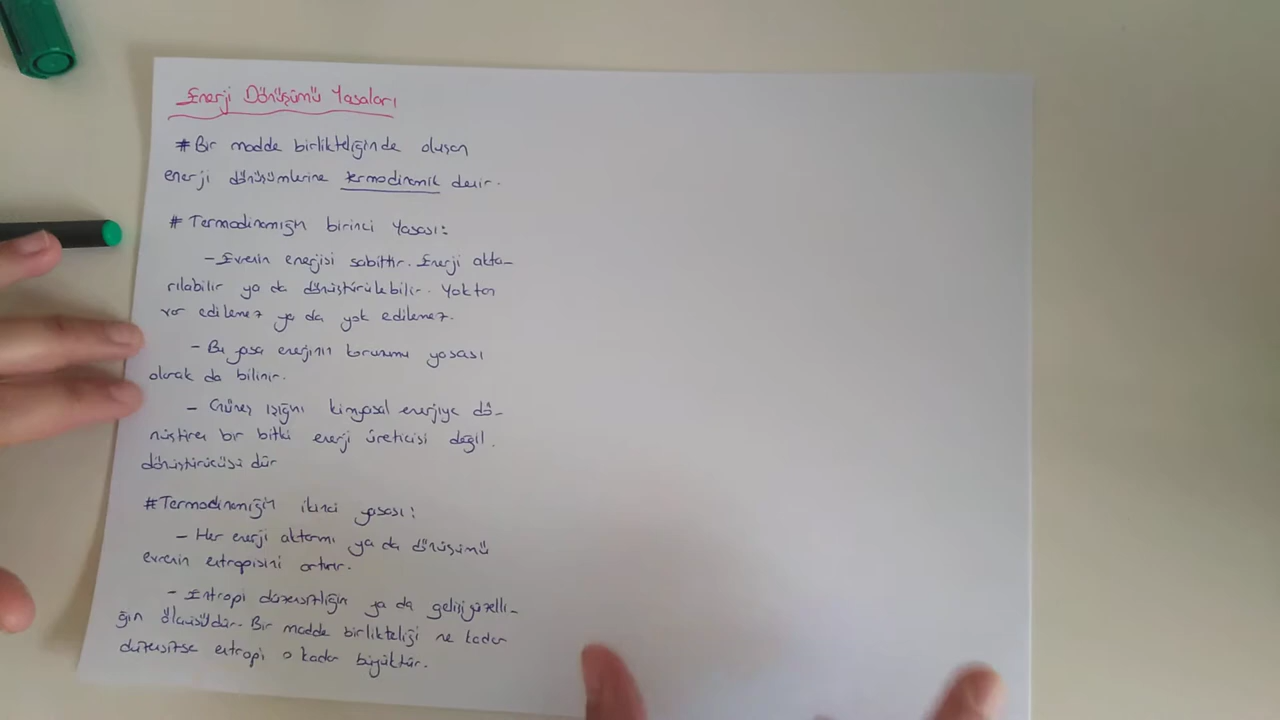 Enerji Dönüşümü Yasaları
# Bir madde birlikteliğinde oluşan
enerji dönüşümlerine termodinamik denir.
# Termodinamiğin birinci yasası:
- Evrenin enerjisi sabittir. Enerji akta-
rılabilir ya da dönüştürülebilir. Yoktan
var edilemez ya da yok edilemez.
- Bu yasa enerjinin korunumu yasası
olarak da bilinir.
- Güneş ışığını kimyasal enerjiye dö-
nüştüren bir bitki enerji üreticisi değil.
dönüştürücüsü dür
# Termodinamiğin ikinci yasası:
- Her enerji aktarımı ya da dönüşümü
evrenin entropisini artırır.
- Entropi düzensizliğin ya da gelişigüzelli-
ğin ölçüsüdür. Bir madde birlikteliği ne kadar
düzensizse entropi o kadar büyüktür.